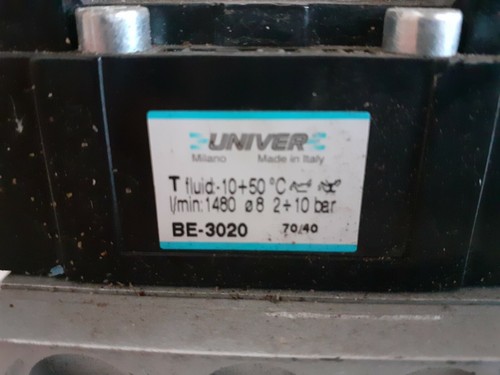 UNIVER
Milano Made in Italy
T fluid:-10+50 °C
l/min:1480 ø8 2÷10 bar
BE-3020 70/40